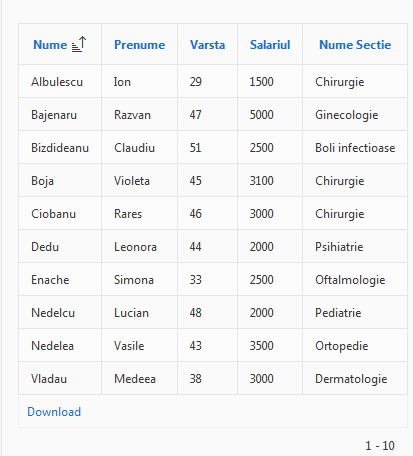 Nume Prenume Varsta Salariul Nume Sectie
Albulescu Ion 29 1500 Chirurgie
Bajenaru Razvan 47 5000 Ginecologie
Bizdideanu Claudiu 51 2500 Boli infectioase
Boja Violeta 45 3100 Chirurgie
Ciobanu Rares 46 3000 Chirurgie
Dedu Leonora 44 2000 Psihiatrie
Enache Simona 33 2500 Oftalmologie
Nedelcu Lucian 48 2000 Pediatrie
Nedelea Vasile 43 3500 Ortopedie
Vladau Medeea 38 3000 Dermatologie
Download
1 - 10